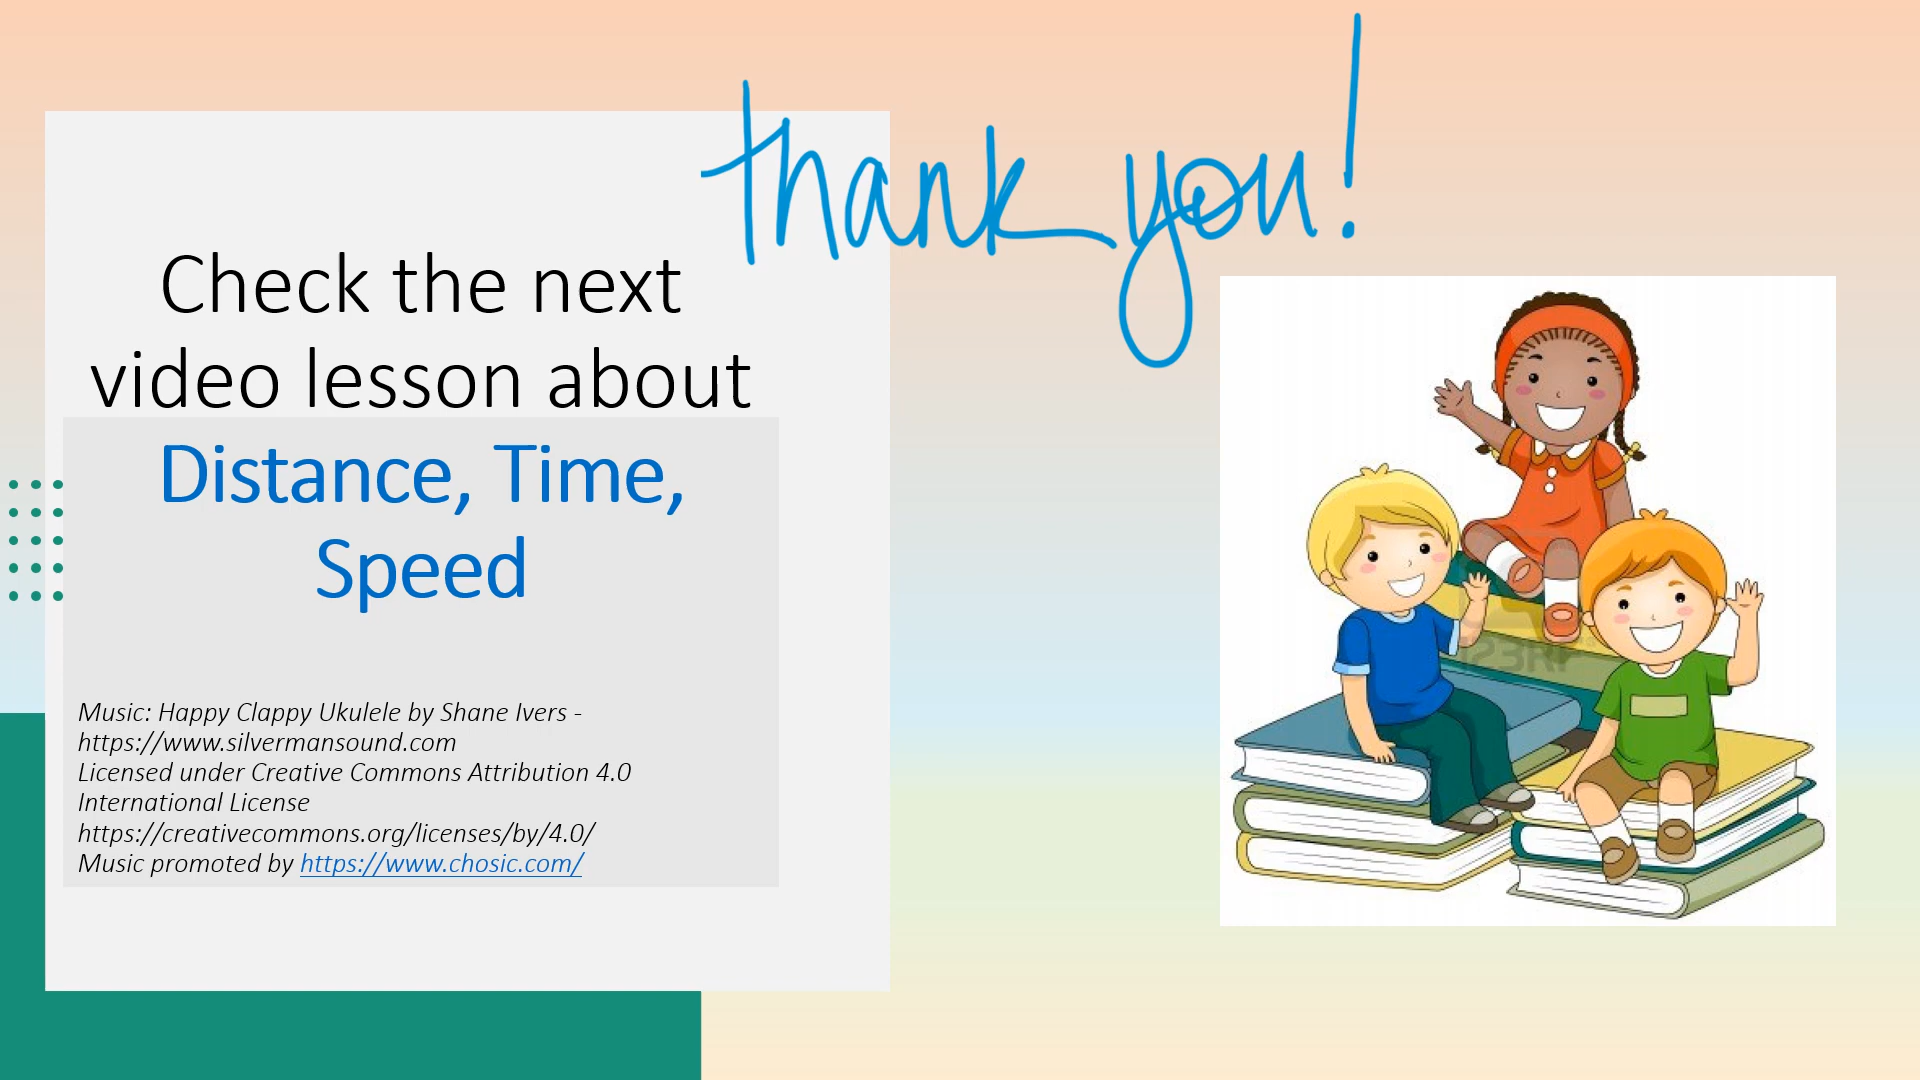 thank you!
Check the next
video lesson about
Distance, Time,
Speed
Music: Happy Clappy Ukulele by Shane Ivers -
https://www.silvermansound.com
Licensed under Creative Commons Attribution 4.0
International License
https://creativecommons.org/licenses/by/4.0/
Music promoted by https://www.chosic.com/